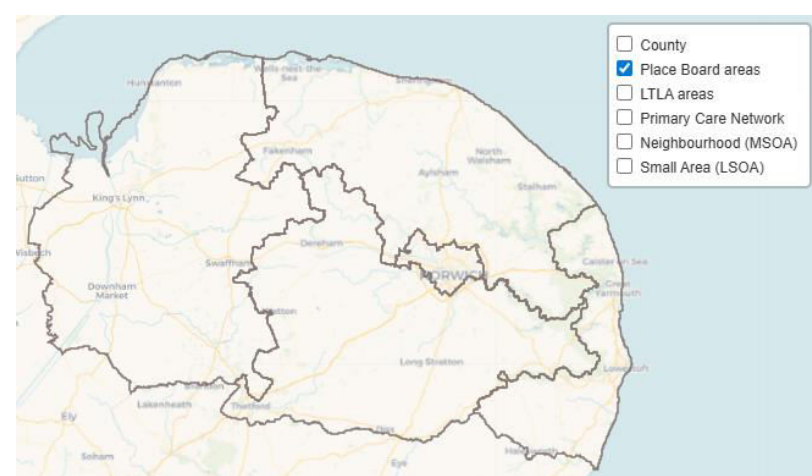 County
Place Board areas
LTLA areas
Primary Care Network
Neighbourhood (MSOA)
Small Area (LSOA)
Hunstanton
Wells-next-the-
Sea
Sheringham
Fakenham
North
Walsham
Aylsham
Stalham
Sutton
King's Lynn
Wisbech
Dereham
Swaffham
NORWICH
Caister on Sea
Great
Yarmouth
Downham
Market
Watton
Long Stratton
Lowestoft
Brandon
Lakenheath
Thetford
Ely
Diss
Halesworth
Soham
Eye